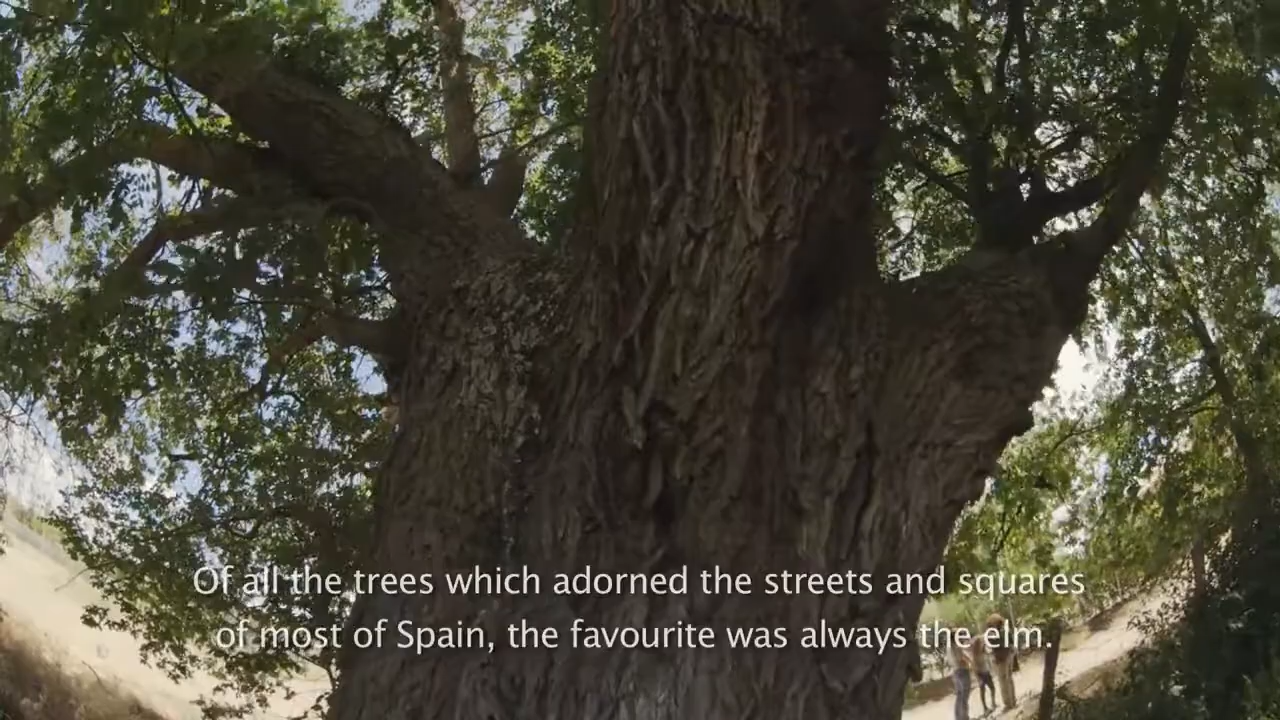 Of all the trees which adorned the streets and squares
of most of Spain, the favourite was always the elm.